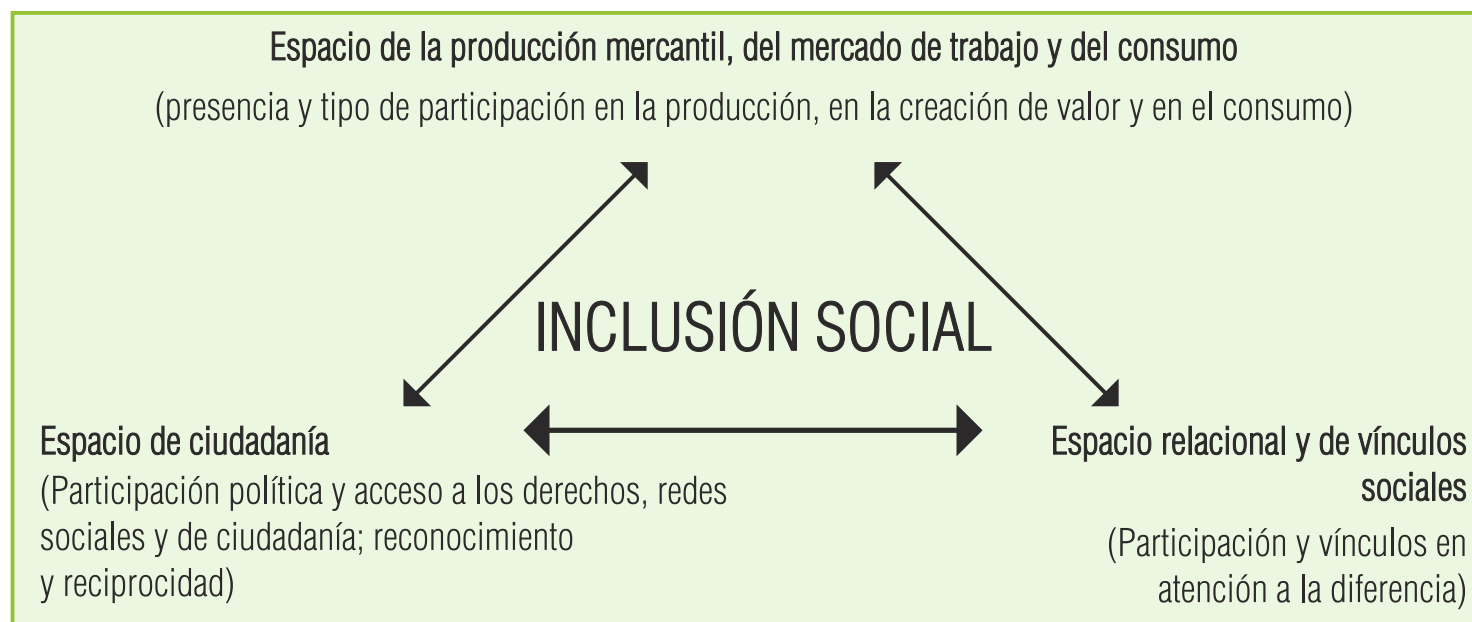 Espacio de la producción mercantil, del mercado de trabajo y del consumo
(presencia y tipo de participación en la producción, en la creación de valor y en el consumo)
INCLUSIÓN SOCIAL
Espacio de ciudadanía
(Participación política y acceso a los derechos, redes
sociales y de ciudadanía; reconocimiento
y reciprocidad)
Espacio relacional y de vínculos
sociales
(Participación y vínculos en
atención a la diferencia)